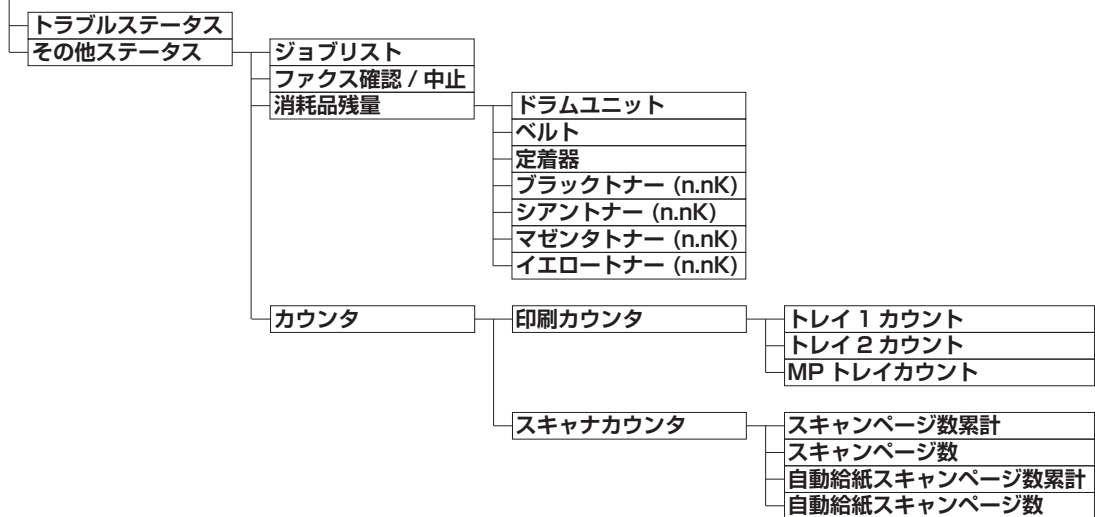 トラブルステータス
その他ステータス
ジョブリスト
ファクス確認 / 中止
消耗品残量
ドラムユニット
ベルト
定着器
ブラックトナー (n.nK)
シアントナー (n.nK)
マゼンタトナー (n.nK)
イエロートナー (n.nK)
カウンタ
印刷カウンタ
トレイ 1 カウント
トレイ 2 カウント
MP トレイカウント
スキャナカウンタ
スキャンページ数累計
スキャンページ数
自動給紙スキャンページ数累計
自動給紙スキャンページ数